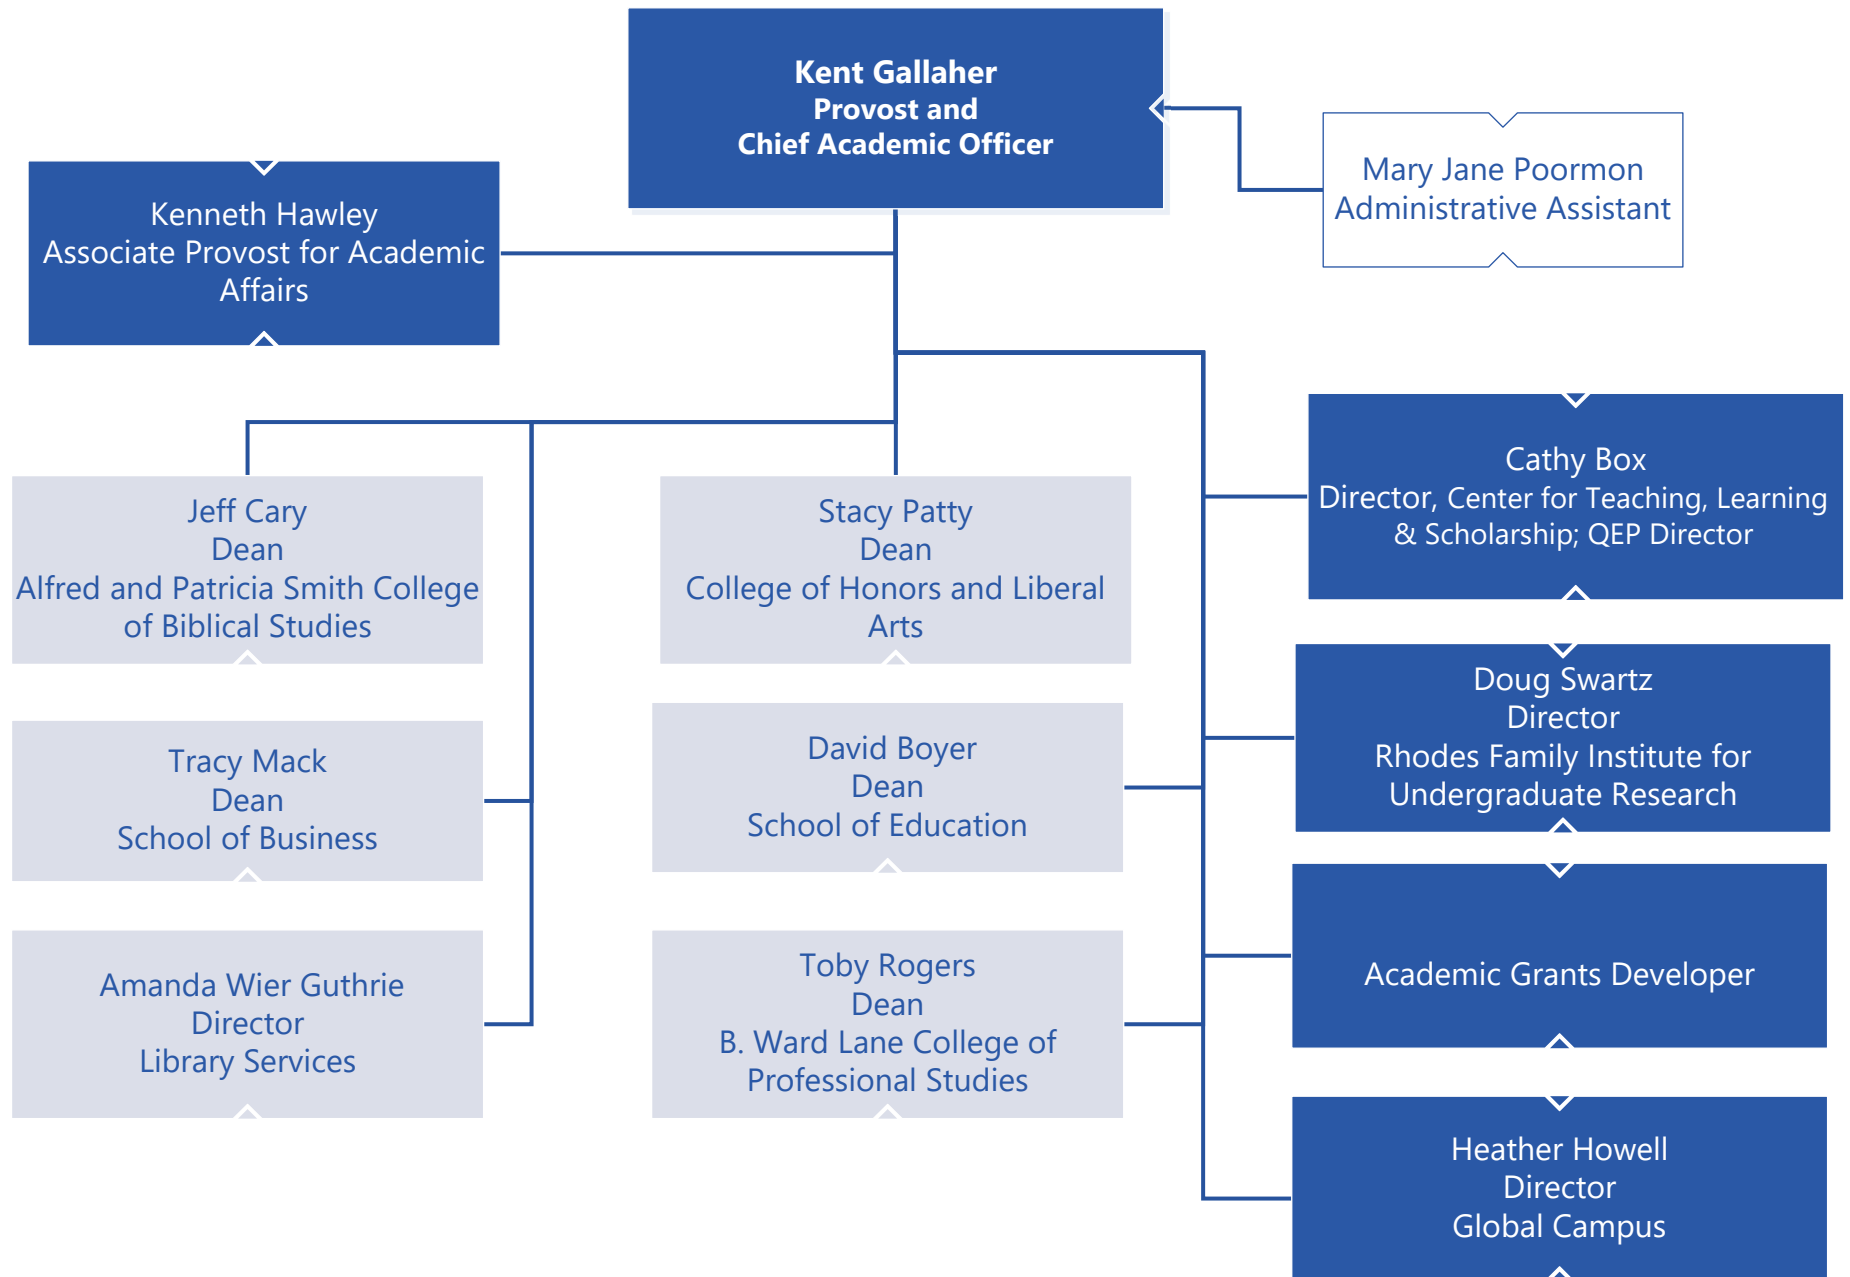 Kent Gallaher
Provost and
Chief Academic Officer
Mary Jane Poormon
Administrative Assistant
Kenneth Hawley
Associate Provost for Academic
Affairs
Jeff Cary
Dean
Alfred and Patricia Smith College
of Biblical Studies
Stacy Patty
Dean
College of Honors and Liberal
Arts
Cathy Box
Director, Center for Teaching, Learning
& Scholarship; QEP Director
Tracy Mack
Dean
School of Business
David Boyer
Dean
School of Education
Doug Swartz
Director
Rhodes Family Institute for
Undergraduate Research
Amanda Wier Guthrie
Director
Library Services
Toby Rogers
Dean
B. Ward Lane College of
Professional Studies
Academic Grants Developer
Heather Howell
Director
Global Campus